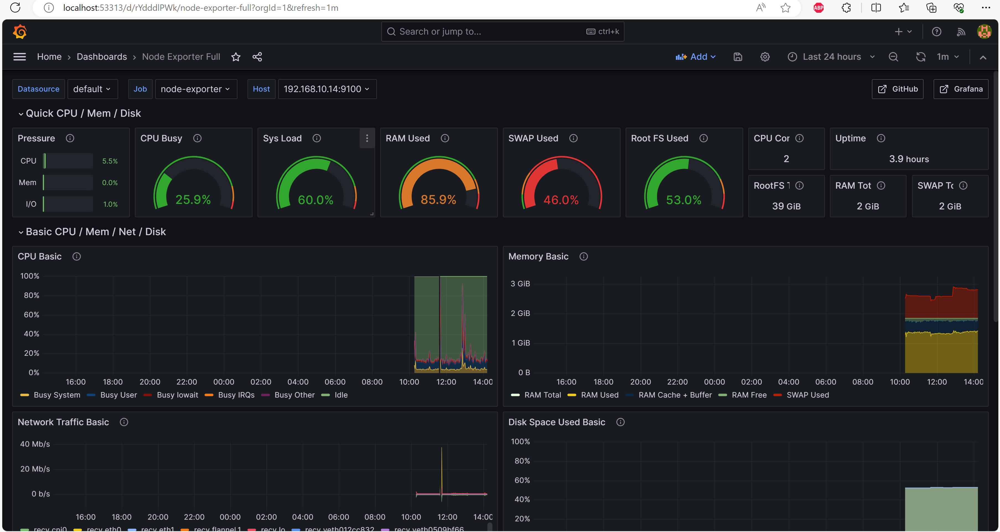 localhost:53313/d/rYdddlPWk/node-exporter-full?orgId=1&refresh=1m
ABP
Search or jump to... ctrl+k
Home › Dashboards › Node Exporter Full
Add
Last 24 hours
1m
Datasource default Job node-exporter Host 192.168.10.14:9100
GitHub Grafana
Quick CPU / Mem / Disk
Pressure
CPU 5.5%
Mem 0.0%
I/O 1.0%
CPU Busy
25.9%
Sys Load
60.0%
RAM Used
85.9%
SWAP Used
46.0%
Root FS Used
53.0%
CPU Cor
2
Uptime
3.9 hours
RootFS T
39 GiB
RAM Tot
2 GiB
SWAP To
2 GiB
Basic CPU / Mem / Net / Disk
CPU Basic
100%
80%
60%
40%
20%
0%
16:00 18:00 20:00 22:00 00:00 02:00 04:00 06:00 08:00 10:00 12:00 14:00
Busy System Busy User Busy Iowait Busy IRQs Busy Other Idle
Memory Basic
3 GiB
2 GiB
1 GiB
0 B
16:00 18:00 20:00 22:00 00:00 02:00 04:00 06:00 08:00 10:00 12:00 14:00
RAM Total RAM Used RAM Cache + Buffer RAM Free SWAP Used
Network Traffic Basic
40 Mb/s
20 Mb/s
0 b/s
16:00 18:00 20:00 22:00 00:00 02:00 04:00 06:00 08:00 10:00 12:00 14:00
recv cni0 recv eth0 recv eth1 recv flannel.1 recv lo recv veth012cc832 recv veth0509bf66
Disk Space Used Basic
100%
80%
60%
40%
20%